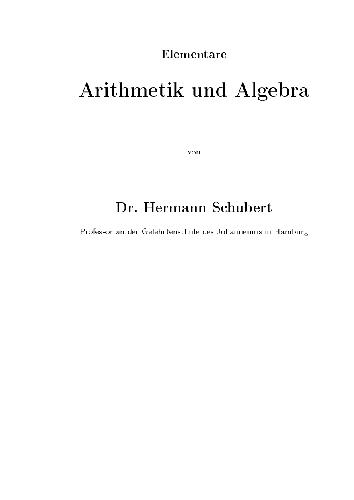 Elementare
Arithmetik und Algebra
von
Dr. Hermann Schubert
Professor an der Gelehrtenschule des Johanneums in Hamburg